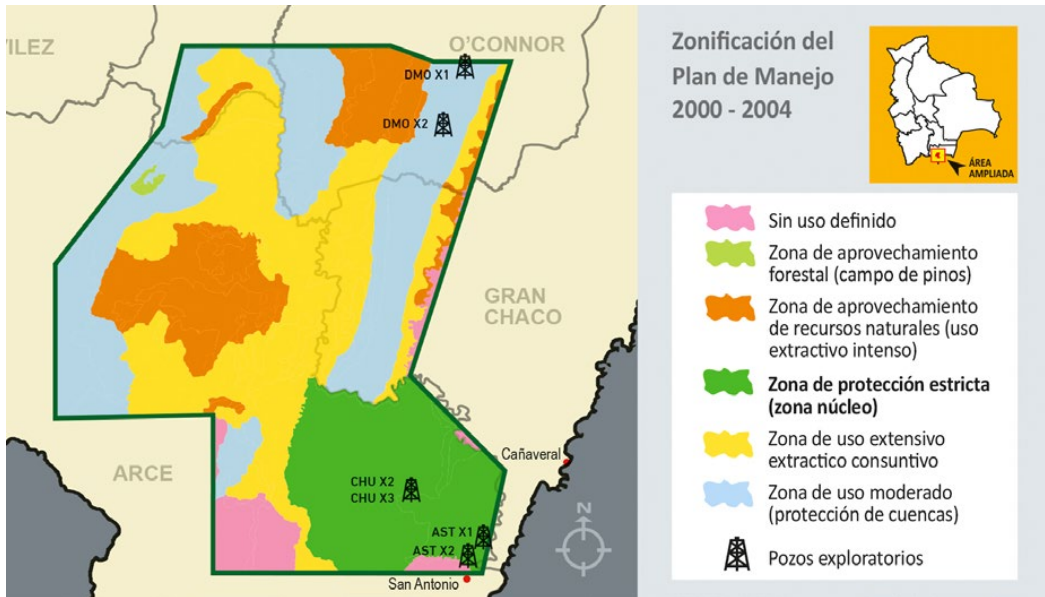 VILEZ
O'CONNOR
DMO X1
DMO X2
GRAN
CHACO
Cañaveral
ARCE
CHU X2
CHU X3
AST X1
AST X2
San Antonio
N
Zonificación del
Plan de Manejo
2000 - 2004
ÁREA
AMPLIADA
Sin uso definido
Zona de aprovechamiento
forestal (campo de pinos)
Zona de aprovechamiento
de recursos naturales (uso
extractivo intenso)
Zona de protección estricta
(zona núcleo)
Zona de uso extensivo
extractico consuntivo
Zona de uso moderado
(protección de cuencas)
Pozos exploratorios